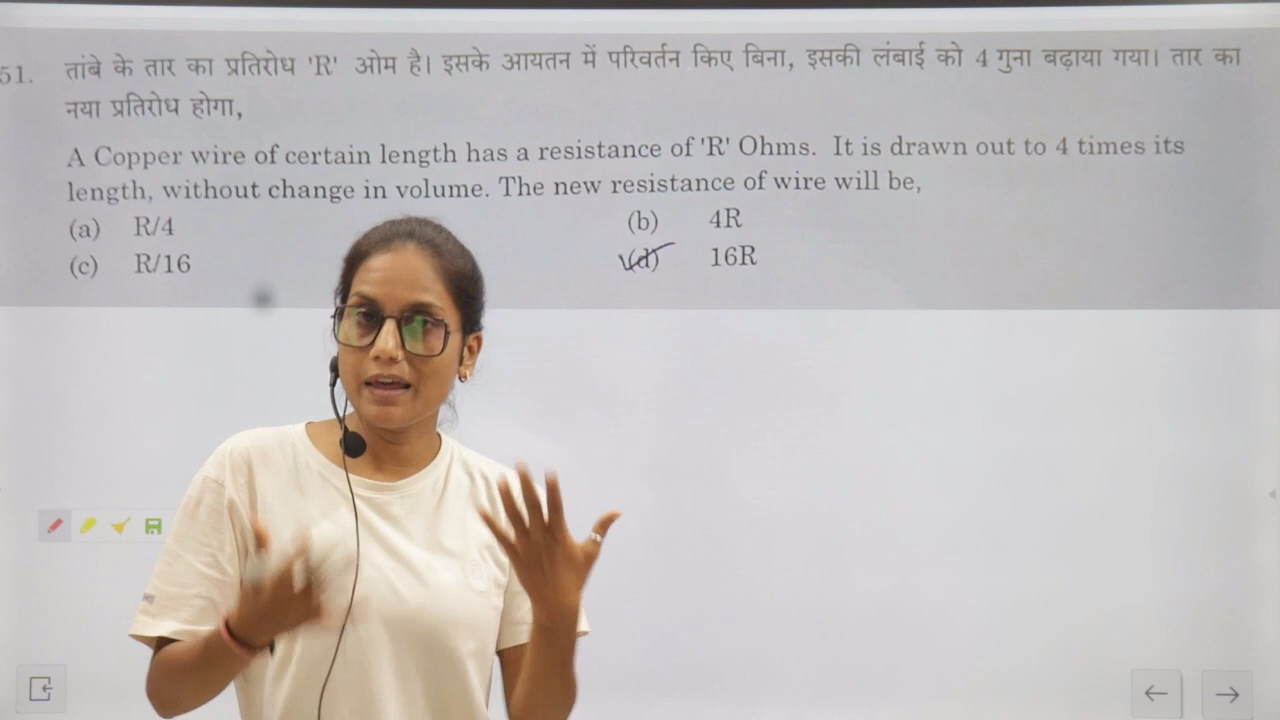 51. तांबे के तार का प्रतिरोध 'R' ओम है। इसके आयतन में परिवर्तन किए बिना, इसकी लंबाई को 4 गुना बढ़ाया गया। तार का
नया प्रतिरोध होगा,
A Copper wire of certain length has a resistance of 'R' Ohms. It is drawn out to 4 times its
length, without change in volume. The new resistance of wire will be,
(a) R/4 (b) 4R
(c) R/16 (d) 16R